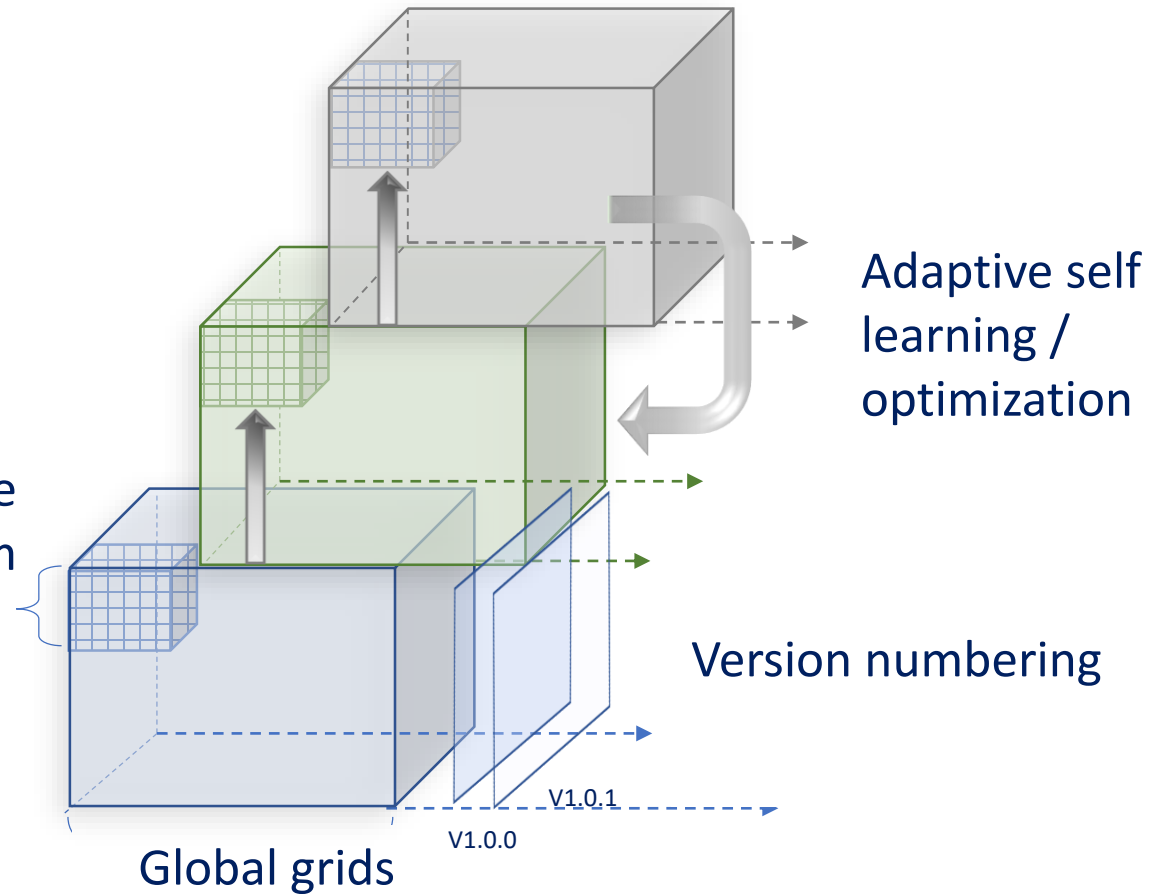 Adaptive self
learning /
optimization
Version numbering
V1.0.1
V1.0.0
Global grids